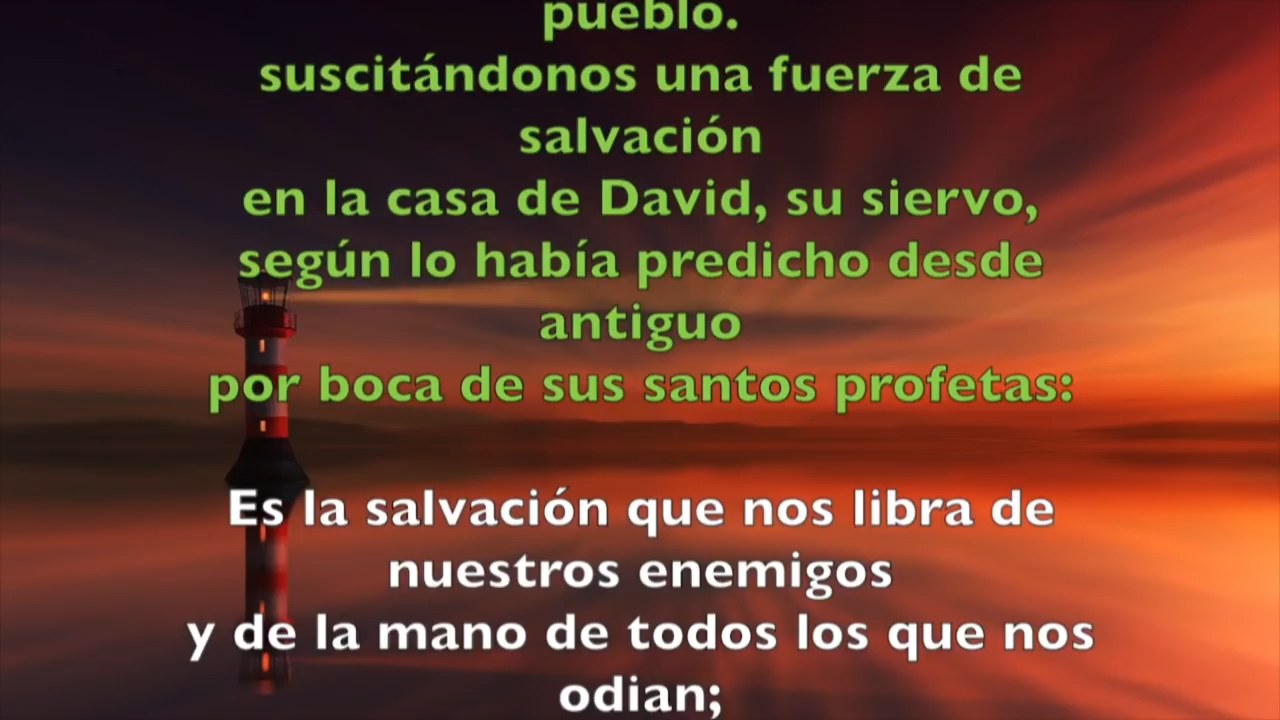 pueblo.
suscitándonos una fuerza de
salvación
en la casa de David, su siervo,
según lo había predicho desde
antiguo
por boca de sus santos profetas:
Es la salvación que nos libra de
nuestros enemigos
y de la mano de todos los que nos
odian;